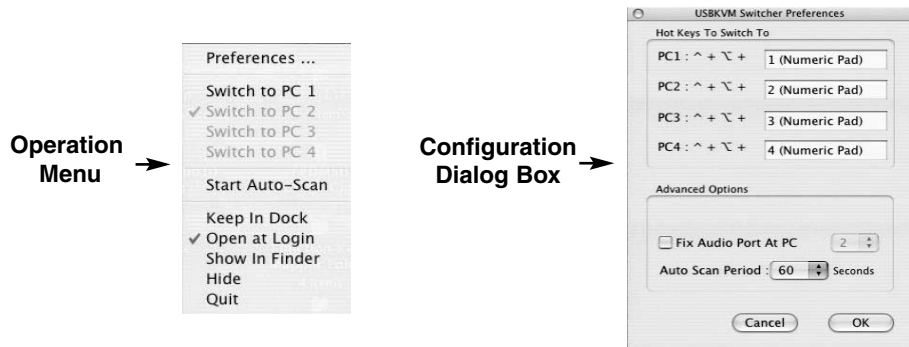 Operation
Menu
Preferences ...
Switch to PC 1
✓ Switch to PC 2
Switch to PC 3
Switch to PC 4
Start Auto-Scan
Keep In Dock
✓ Open at Login
Show In Finder
Hide
Quit
Configuration
Dialog Box
USBKVM Switcher Preferences
Hot Keys To Switch To
PC1 : ^ + ⌥ + 1 (Numeric Pad)
PC2 : ^ + ⌥ + 2 (Numeric Pad)
PC3 : ^ + ⌥ + 3 (Numeric Pad)
PC4 : ^ + ⌥ + 4 (Numeric Pad)
Advanced Options
Fix Audio Port At PC 2
Auto Scan Period : 60 Seconds
Cancel OK